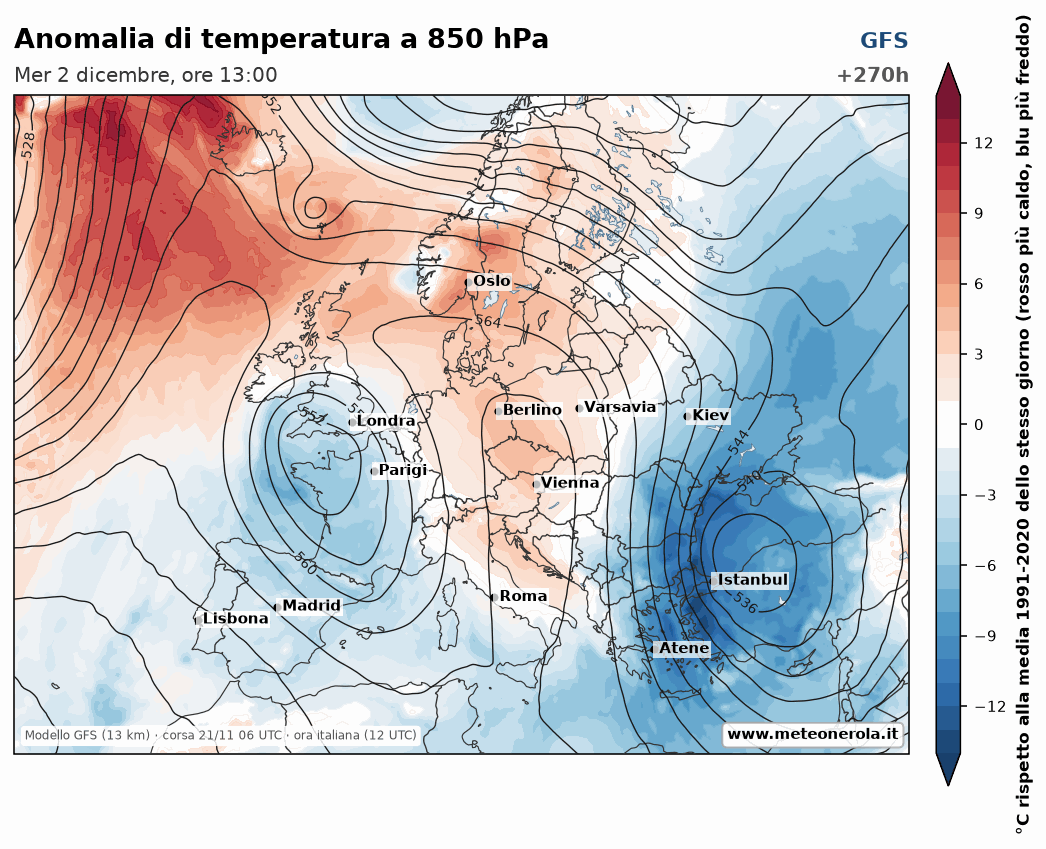 Anomalia di temperatura a 850 hPa
GFS
Mer 2 dicembre, ore 13:00
+270h
528
552
564
Oslo
Berlino
Varsavia
Kiev
Londra
Parigi
Vienna
544
560
Istanbul
536
Madrid
Roma
Lisbona
Atene
Modello GFS (13 km) · corsa 21/11 06 UTC · ora italiana (12 UTC)
www.meteonerola.it
12
9
6
3
0
−3
−6
−9
−12
°C rispetto alla media 1991-2020 dello stesso giorno (rosso più caldo, blu più freddo)